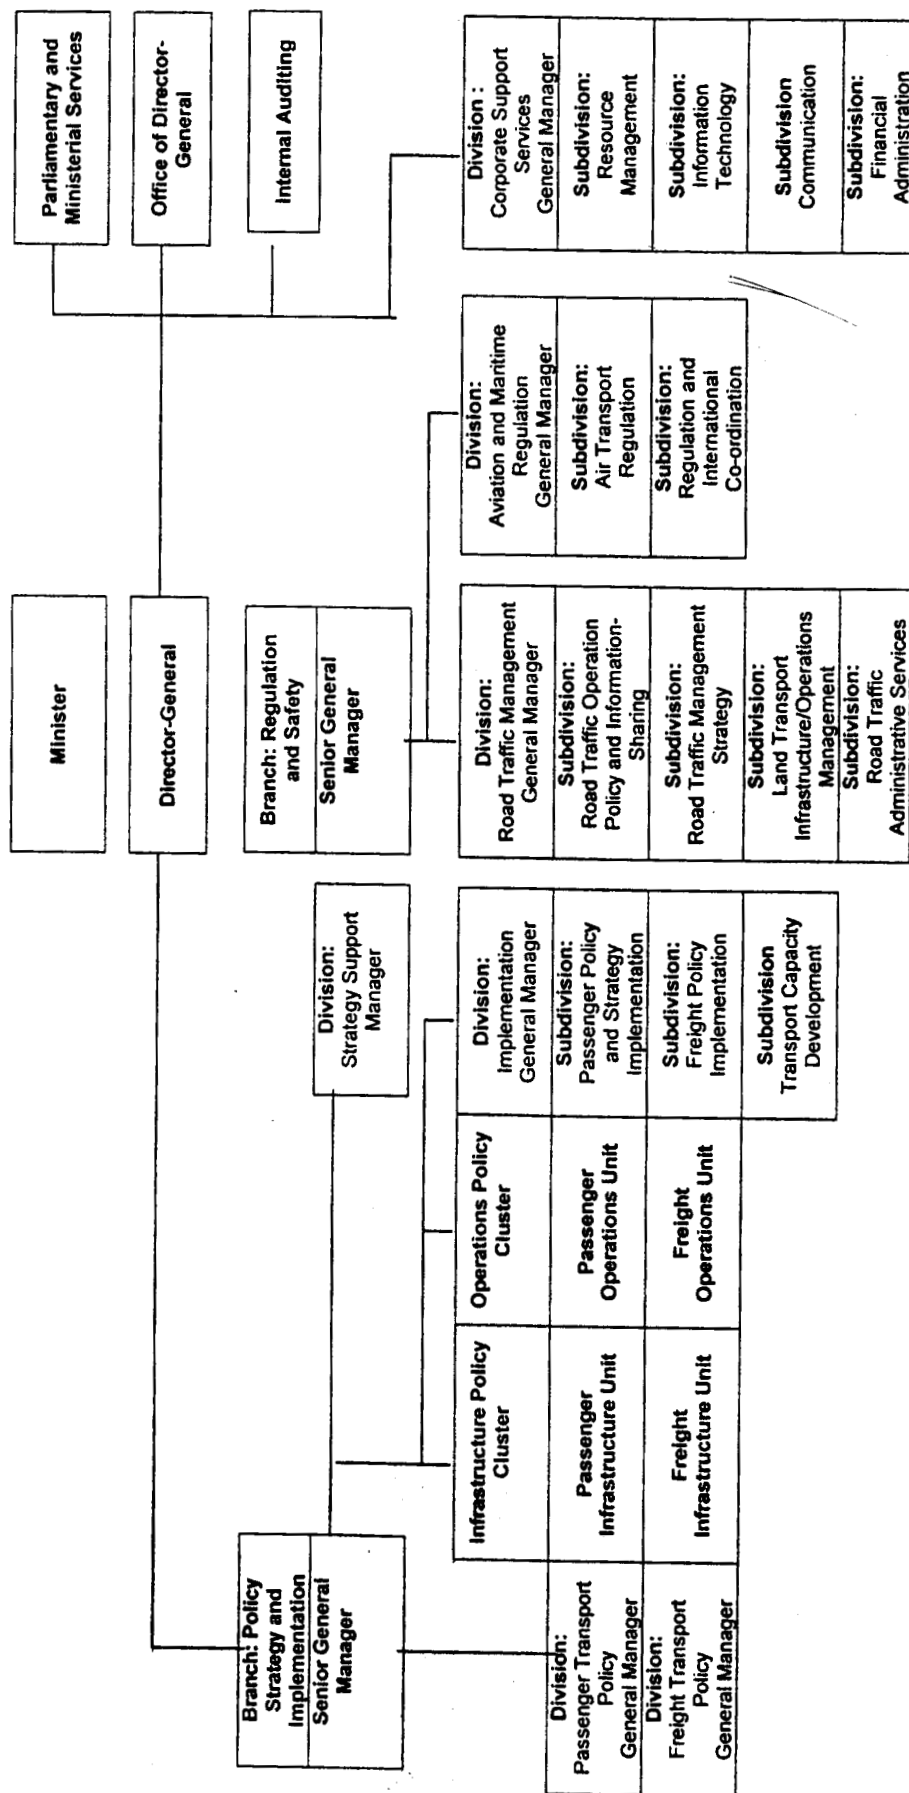 Minister
Director-General
Parliamentary and
Ministerial Services
Office of Director-
General
Internal Auditing
Branch: Policy
Strategy and
Implementation
Senior General
Manager
Division:
Strategy Support
Manager
Branch: Regulation
and Safety
Senior General
Manager
Division:
Passenger Transport
Policy
General Manager
Division:
Freight Transport
Policy
General Manager
Infrastructure Policy
Cluster
Passenger
Infrastructure Unit
Freight
Infrastructure Unit
Operations Policy
Cluster
Passenger
Operations Unit
Freight
Operations Unit
Division:
Implementation
General Manager
Subdivision:
Passenger Policy
and Strategy
Implementation
Subdivision:
Freight Policy
Implementation
Subdivision
Transport Capacity
Development
Division:
Road Traffic Management
General Manager
Subdivision:
Road Traffic Operation
Policy and Information-
Sharing
Subdivision:
Road Traffic Management
Strategy
Subdivision:
Land Transport
Infrastructure/Operations
Management
Subdivision:
Road Traffic
Administrative Services
Division:
Aviation and Maritime
Regulation
General Manager
Subdivision:
Air Transport
Regulation
Subdivision:
Regulation and
International
Co-ordination
Division :
Corporate Support
Services
General Manager
Subdivision:
Resource
Management
Subdivision:
Information
Technology
Subdivision
Communication
Subdivision:
Financial
Administration